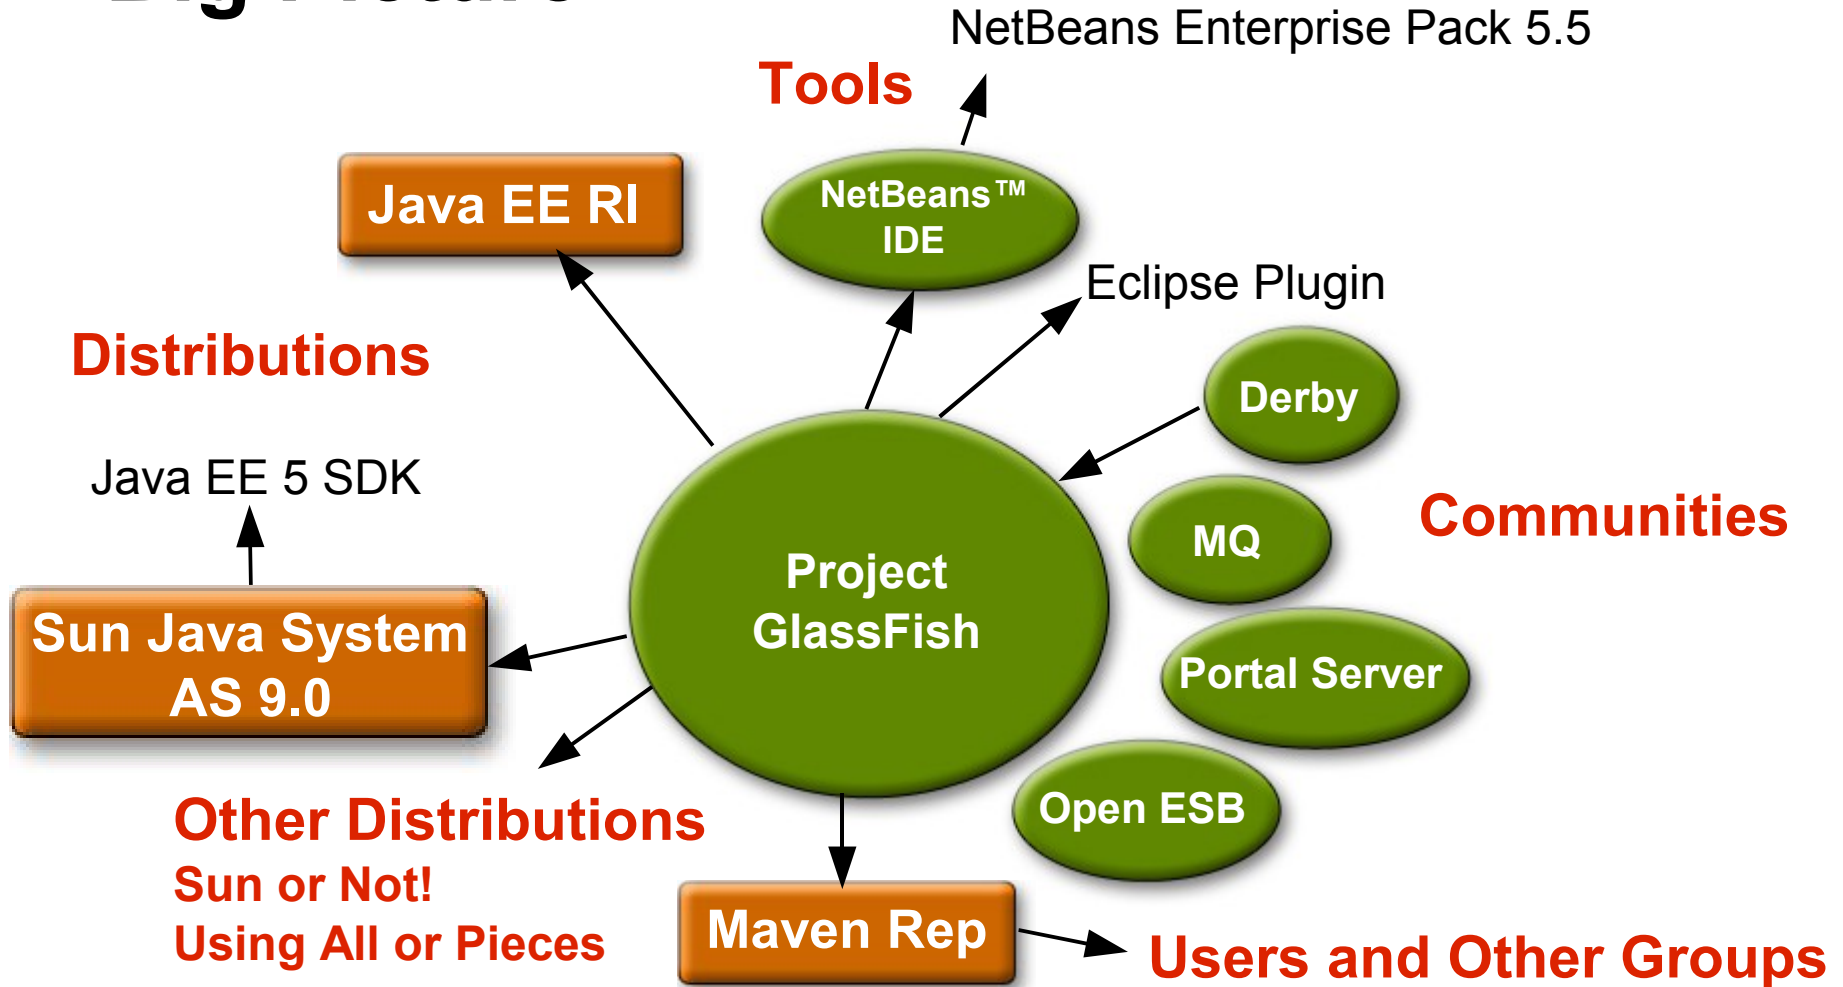 Big Picture
NetBeans Enterprise Pack 5.5
Tools
Java EE RI
NetBeans™
IDE
Eclipse Plugin
Distributions
Derby
Java EE 5 SDK
Communities
MQ
Project
GlassFish
Sun Java System
AS 9.0
Portal Server
Other Distributions
Sun or Not!
Using All or Pieces
Open ESB
Maven Rep
Users and Other Groups